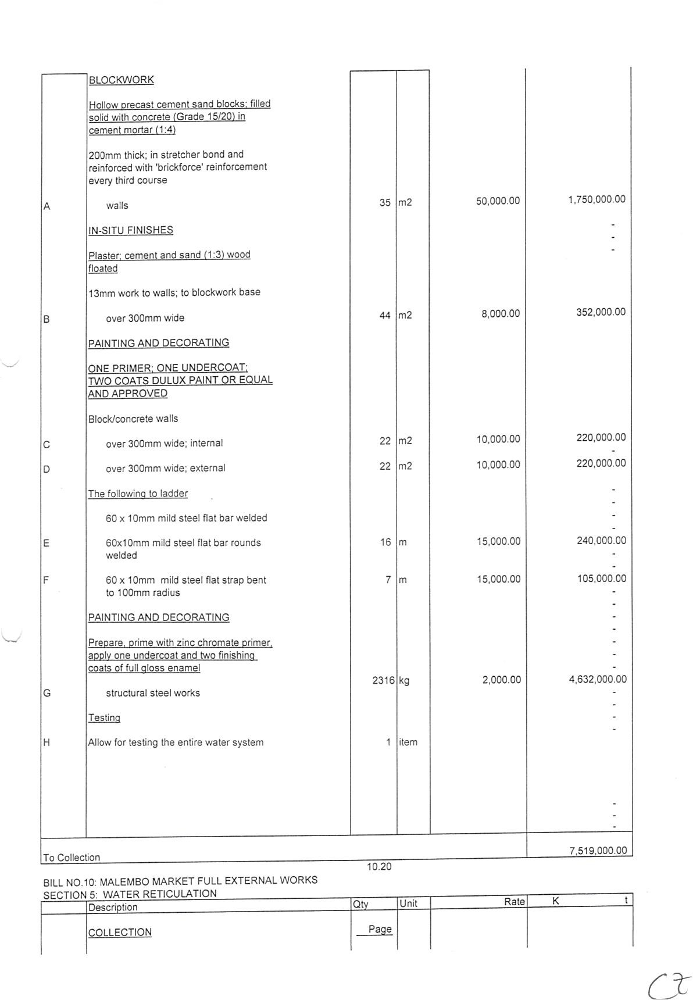 BLOCKWORK
Hollow precast cement sand blocks; filled
solid with concrete (Grade 15/20) in
cement mortar (1:4)
200mm thick; in stretcher bond and
reinforced with 'brickforce' reinforcement
every third course
A walls 35 m2 50,000.00 1,750,000.00
-
IN-SITU FINISHES
-
-
Plaster; cement and sand (1:3) wood
floated
13mm work to walls; to blockwork base
B over 300mm wide 44 m2 8,000.00 352,000.00
PAINTING AND DECORATING
ONE PRIMER; ONE UNDERCOAT;
TWO COATS DULUX PAINT OR EQUAL
AND APPROVED
Block/concrete walls
C over 300mm wide; internal 22 m2 10,000.00 220,000.00
-
D over 300mm wide; external 22 m2 10,000.00 220,000.00
The following to ladder -
-
60 x 10mm mild steel flat bar welded -
-
E 60x10mm mild steel flat bar rounds 16 m 15,000.00 240,000.00
welded -
-
F 60 x 10mm mild steel flat strap bent 7 m 15,000.00 105,000.00
to 100mm radius -
-
PAINTING AND DECORATING -
-
Prepare, prime with zinc chromate primer, -
apply one undercoat and two finishing -
coats of full gloss enamel -
2316 kg 2,000.00 4,632,000.00
G structural steel works -
-
Testing -
-
H Allow for testing the entire water system 1 item
-
-
-
To Collection 7,519,000.00
10.20
BILL NO.10: MALEMBO MARKET FULL EXTERNAL WORKS
SECTION 5: WATER RETICULATION
Description Qty Unit Rate K t
COLLECTION Page